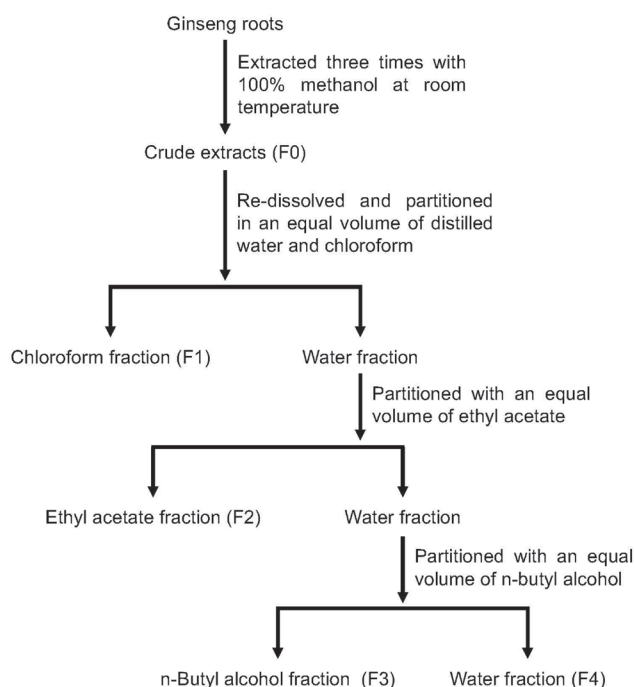 Ginseng roots
Extracted three times with
100% methanol at room
temperature
Crude extracts (F0)
Re-dissolved and partitioned
in an equal volume of distilled
water and chloroform
Chloroform fraction (F1)
Water fraction
Partitioned with an equal
volume of ethyl acetate
Ethyl acetate fraction (F2)
Water fraction
Partitioned with an equal
volume of n-butyl alcohol
n-Butyl alcohol fraction (F3)
Water fraction (F4)